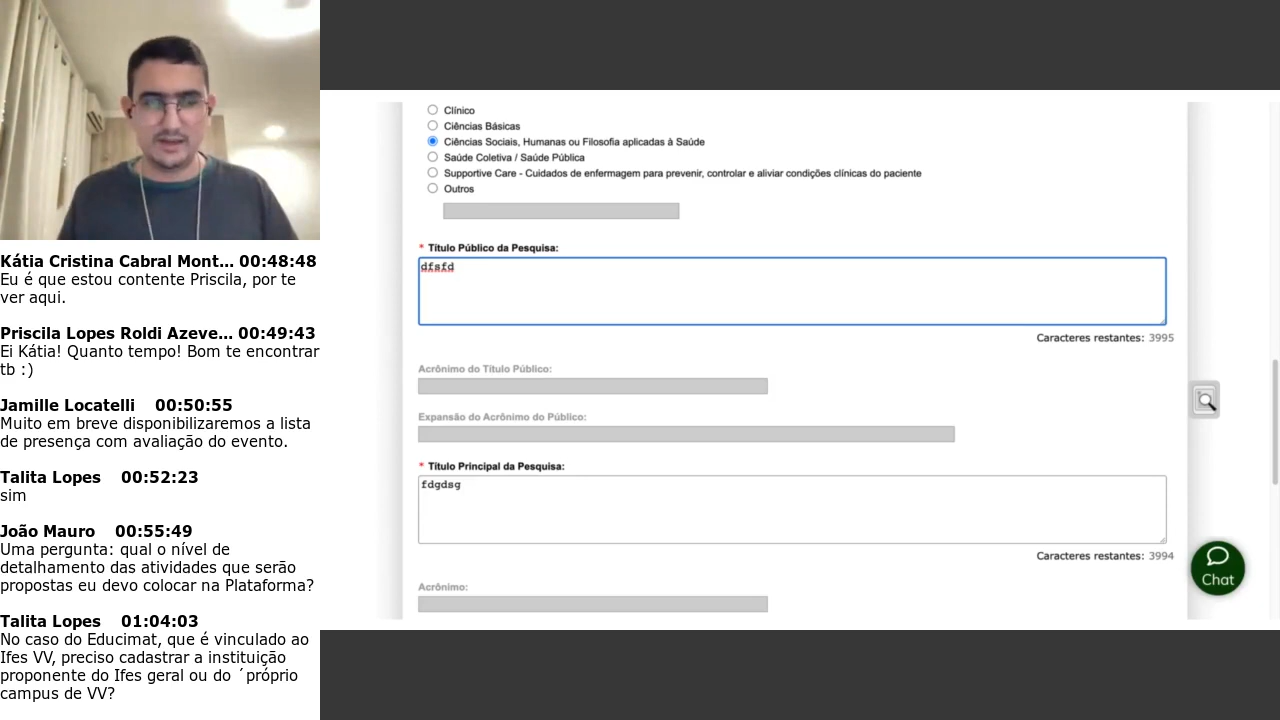 Kátia Cristina Cabral Mont... 00:48:48
Eu é que estou contente Priscila, por te
ver aqui.
Priscila Lopes Roldi Azeve... 00:49:43
Ei Kátia! Quanto tempo! Bom te encontrar
tb :)
Jamille Locatelli 00:50:55
Muito em breve disponibilizaremos a lista
de presença com avaliação do evento.
Talita Lopes 00:52:23
sim
João Mauro 00:55:49
Uma pergunta: qual o nível de
detalhamento das atividades que serão
propostas eu devo colocar na Plataforma?
Talita Lopes 01:04:03
No caso do Educimat, que é vinculado ao
Ifes VV, preciso cadastrar a instituição
proponente do Ifes geral ou do ´próprio
campus de VV?
Clínico
Ciências Básicas
Ciências Sociais, Humanas ou Filosofia aplicadas à Saúde
Saúde Coletiva / Saúde Pública
Supportive Care - Cuidados de enfermagem para prevenir, controlar e aliviar condições clínicas do paciente
Outros
* Título Público da Pesquisa:
dfsfd
Caracteres restantes: 3995
Acrônimo do Título Público:
Expansão do Acrônimo do Público:
* Título Principal da Pesquisa:
fdgdsg
Caracteres restantes: 3994
Acrônimo:
Chat